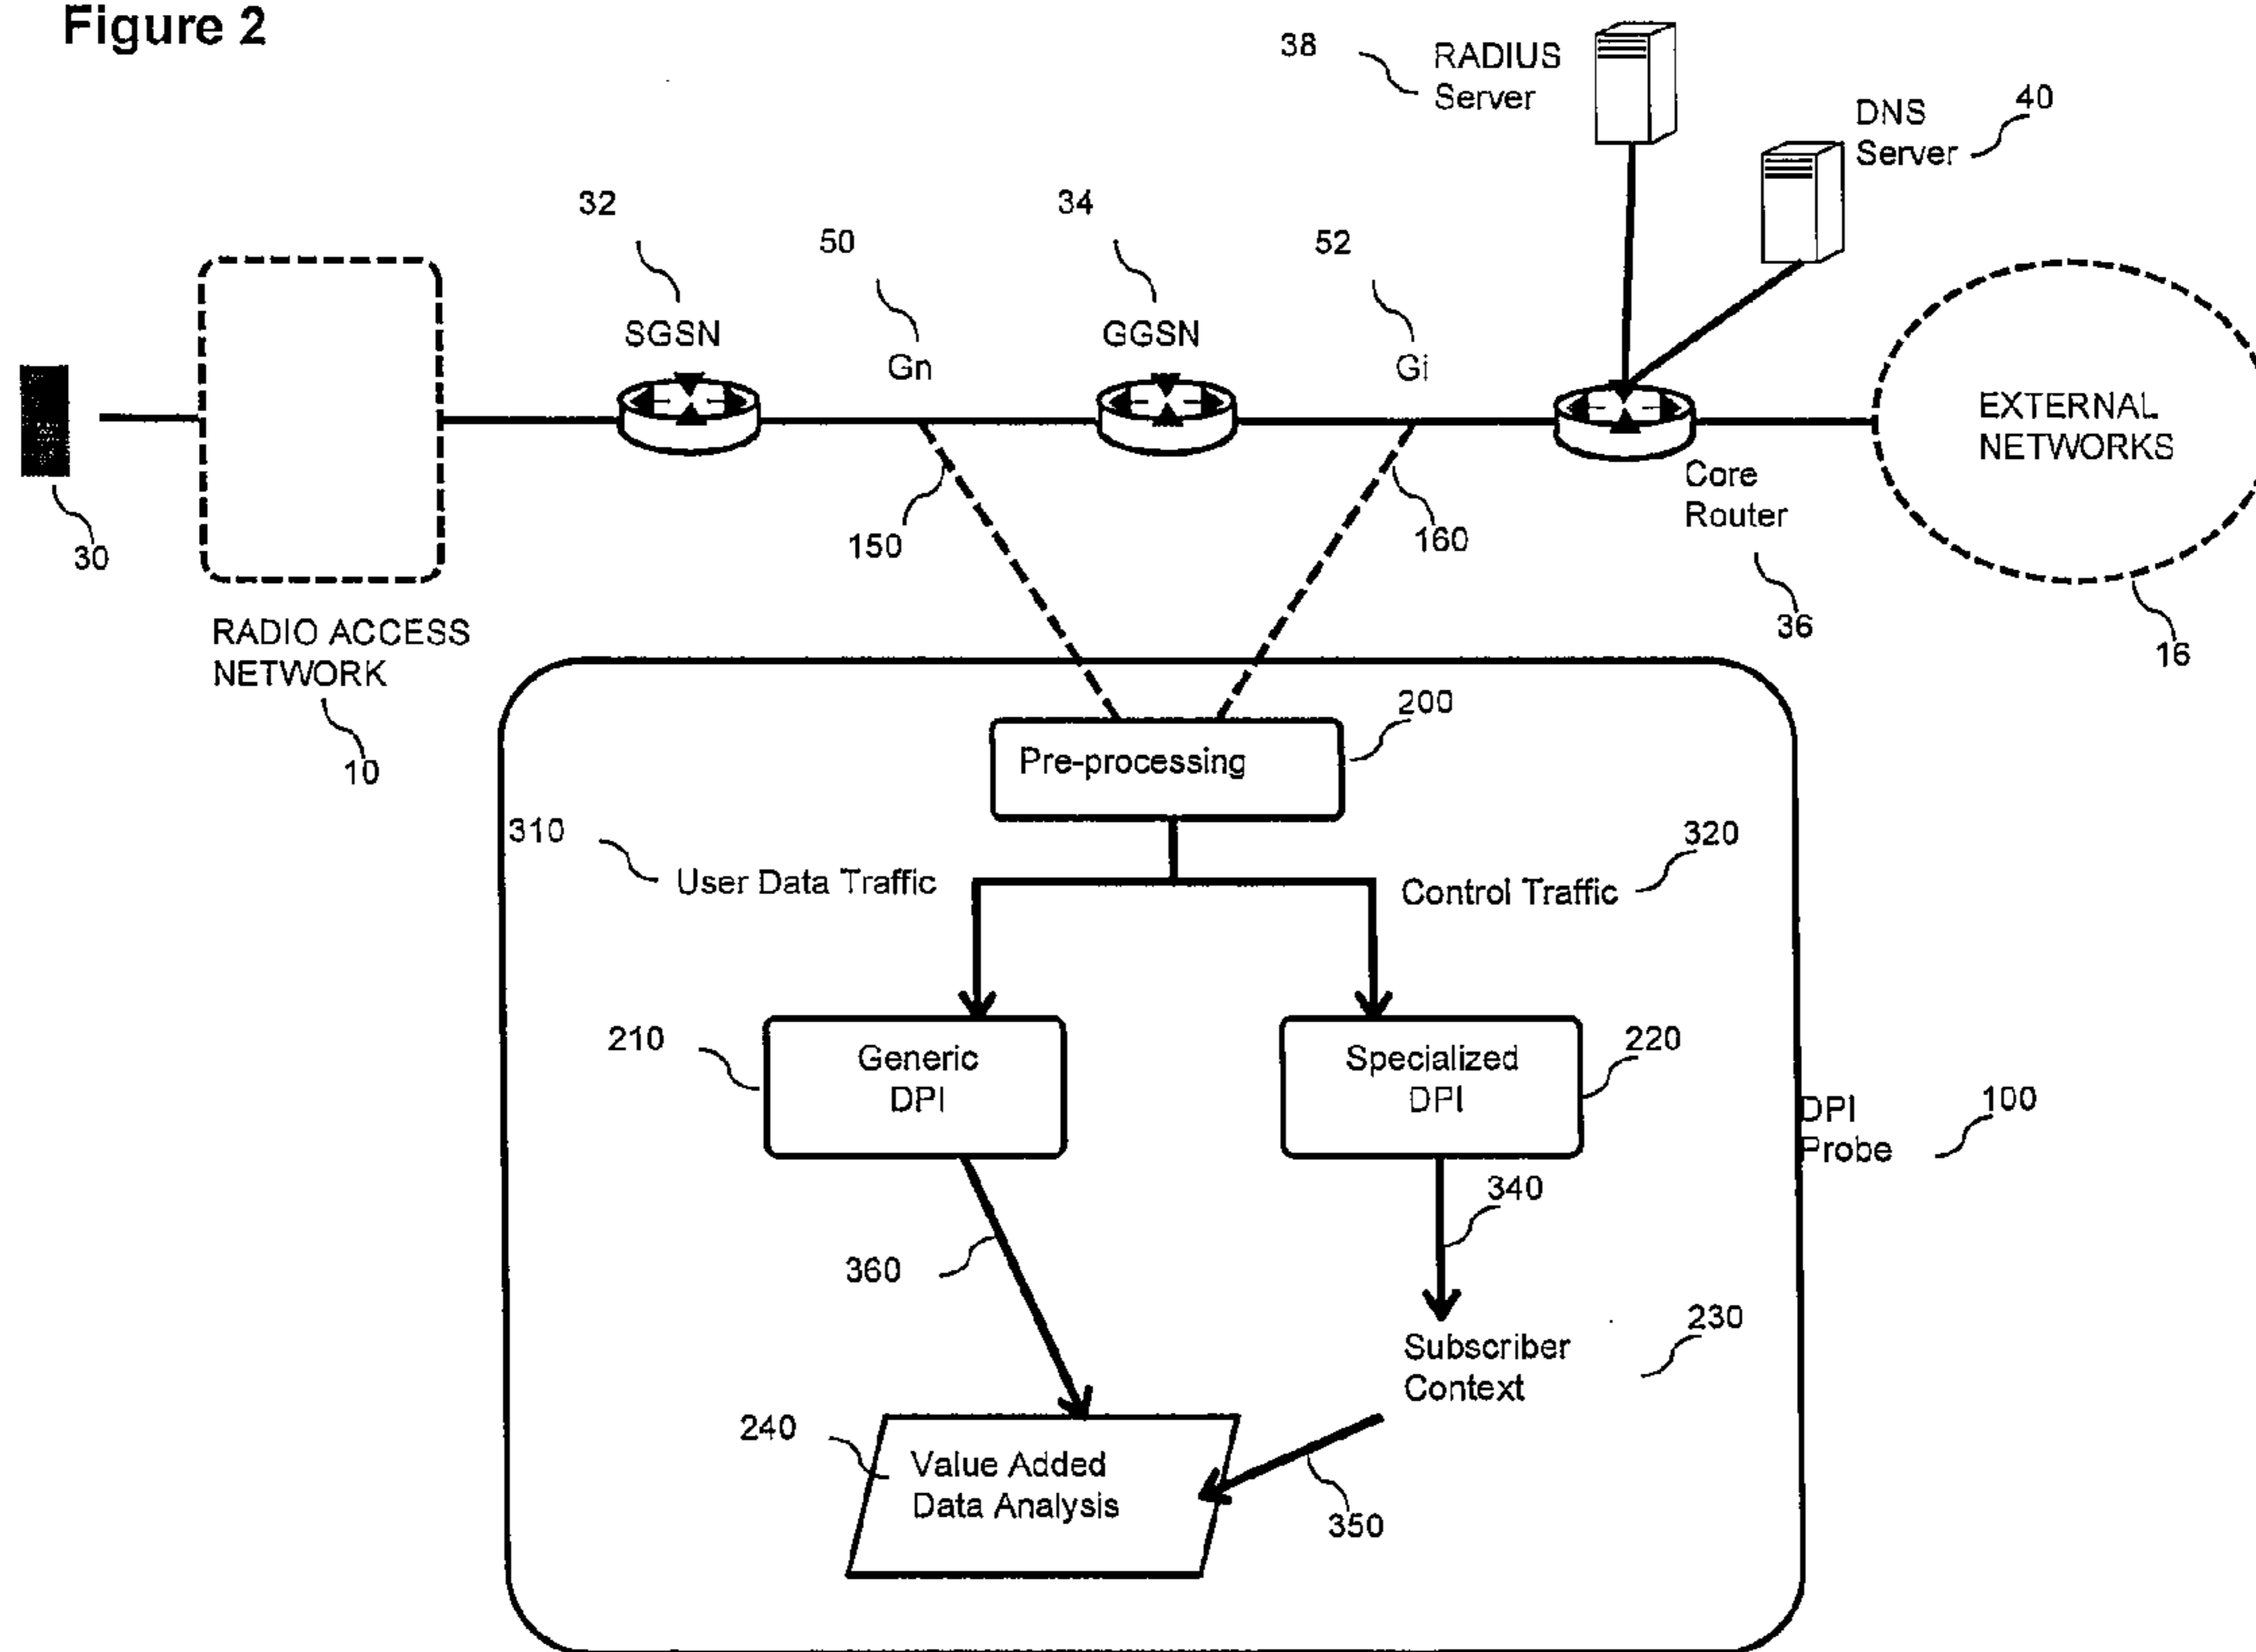 Figure 2
38
RADIUS
Server
DNS
Server
40
32
34
50
52
SGSN
Gn
GGSN
Gi
EXTERNAL
NETWORKS
Core
Router
30
150
160
36
16
RADIO ACCESS
NETWORK
10
200
Pre-processing
310
User Data Traffic
320
Control Traffic
210
Generic
DPI
Specialized
DPI
220
DPI
Probe
100
340
360
230
Subscriber
Context
240
Value Added
Data Analysis
350